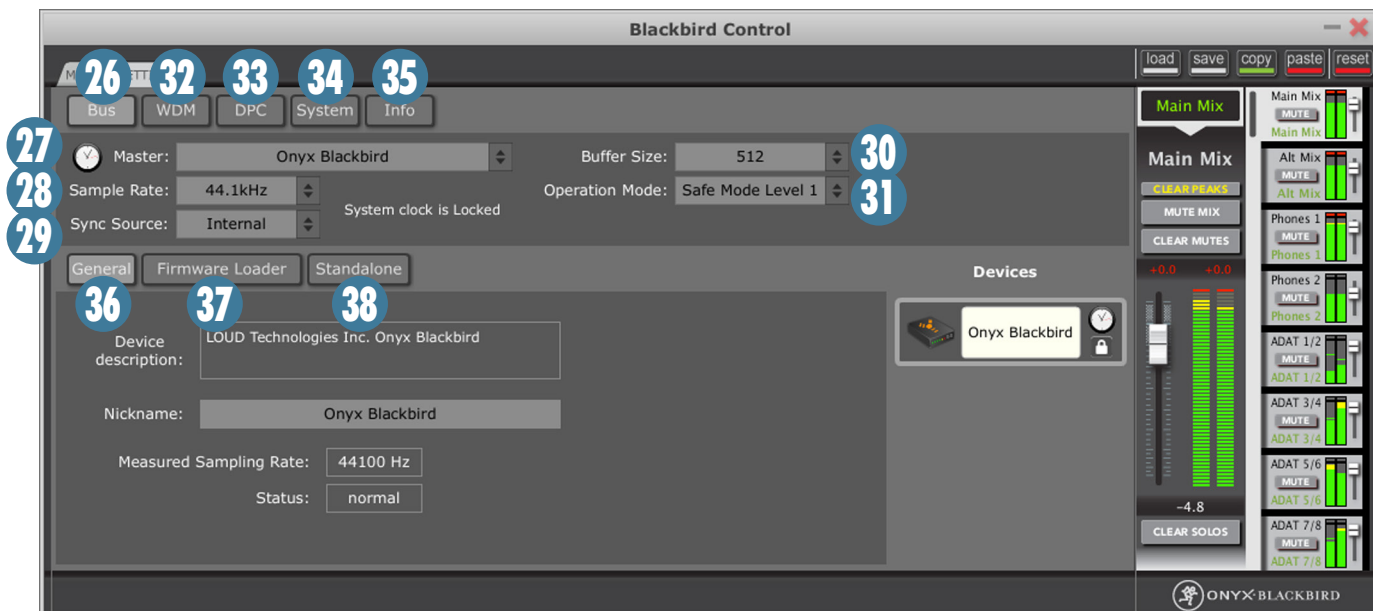 Blackbird Control
26 32 33 34 35
Bus WDM DPC System Info
27 Master: Onyx Blackbird
28 Sample Rate: 44.1kHz
29 Sync Source: Internal
System clock is Locked
Buffer Size: 512 30
Operation Mode: Safe Mode Level 1 31
General Firmware Loader Standalone
36 37 38
Device
description:
LOUD Technologies Inc. Onyx Blackbird
Nickname: Onyx Blackbird
Measured Sampling Rate: 44100 Hz
Status: normal
Devices
Onyx Blackbird
load save copy paste reset
Main Mix
Main Mix
CLEAR PEAKS
MUTE MIX
CLEAR MUTES
+0.0 +0.0
-4.8
CLEAR SOLOS
Main Mix
MUTE
Main Mix
Alt Mix
MUTE
Alt Mix
Phones 1
MUTE
Phones 1
Phones 2
MUTE
Phones 2
ADAT 1/2
MUTE
ADAT 1/2
ADAT 3/4
MUTE
ADAT 3/4
ADAT 5/6
MUTE
ADAT 5/6
ADAT 7/8
MUTE
ADAT 7/8
ONYX BLACKBIRD